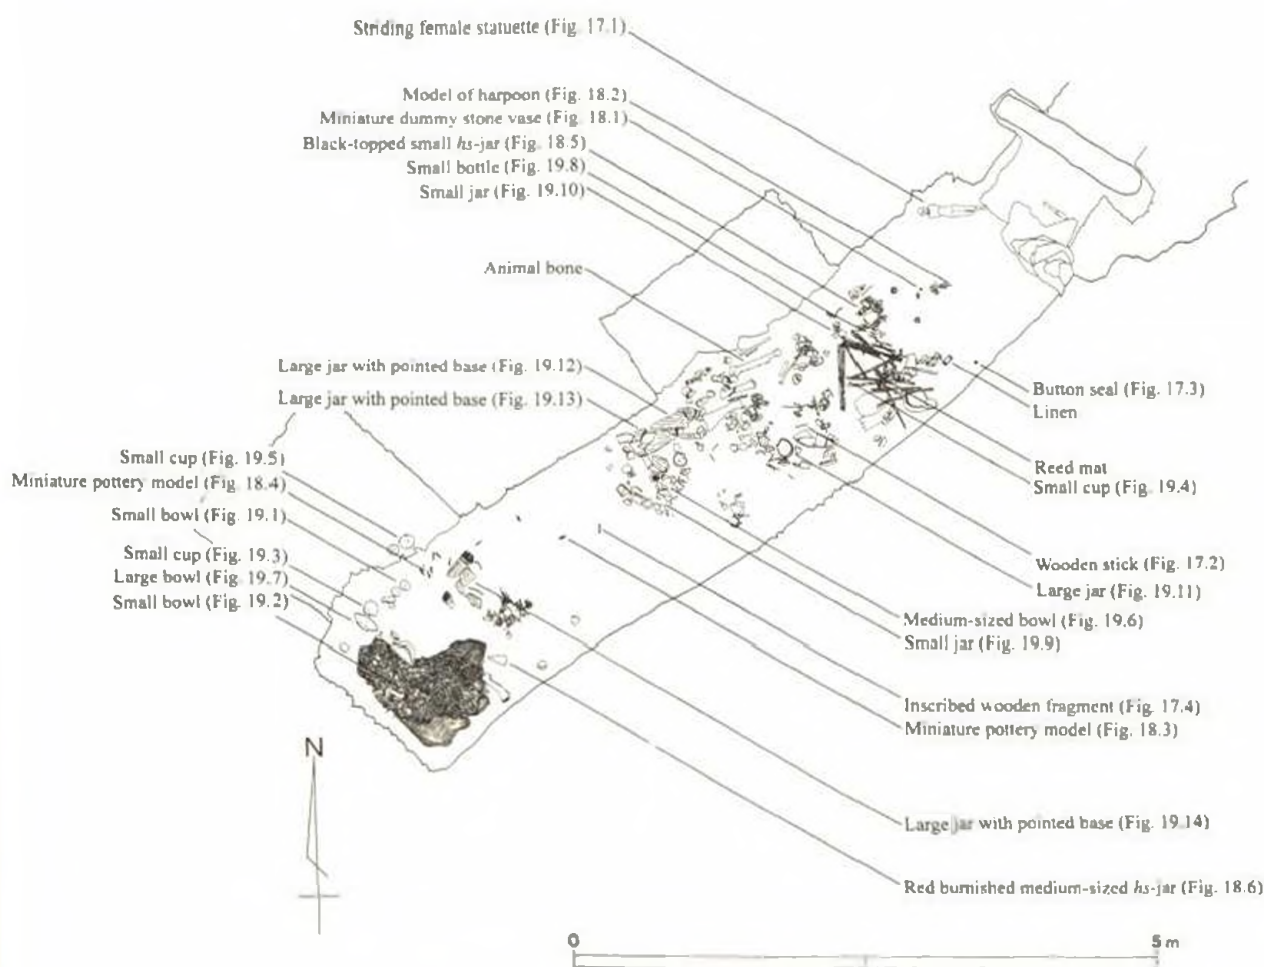 Striding female statuette (Fig. 17.1)
Model of harpoon (Fig. 18.2)
Miniature dummy stone vase (Fig. 18.1)
Black-topped small hs-jar (Fig. 18.5)
Small bottle (Fig. 19.8)
Small jar (Fig. 19.10)
Animal bone
Large jar with pointed base (Fig. 19.12)
Large jar with pointed base (Fig. 19.13)
Small cup (Fig. 19.5)
Miniature pottery model (Fig. 18.4)
Small bowl (Fig. 19.1)
Small cup (Fig. 19.3)
Large bowl (Fig. 19.7)
Small bowl (Fig. 19.2)
Button seal (Fig. 17.3)
Linen
Reed mat
Small cup (Fig. 19.4)
Wooden stick (Fig. 17.2)
Large jar (Fig. 19.11)
Medium-sized bowl (Fig. 19.6)
Small jar (Fig. 19.9)
Inscribed wooden fragment (Fig. 17.4)
Miniature pottery model (Fig. 18.3)
Large jar with pointed base (Fig. 19.14)
Red burnished medium-sized hs-jar (Fig. 18.6)
N
0 5 m